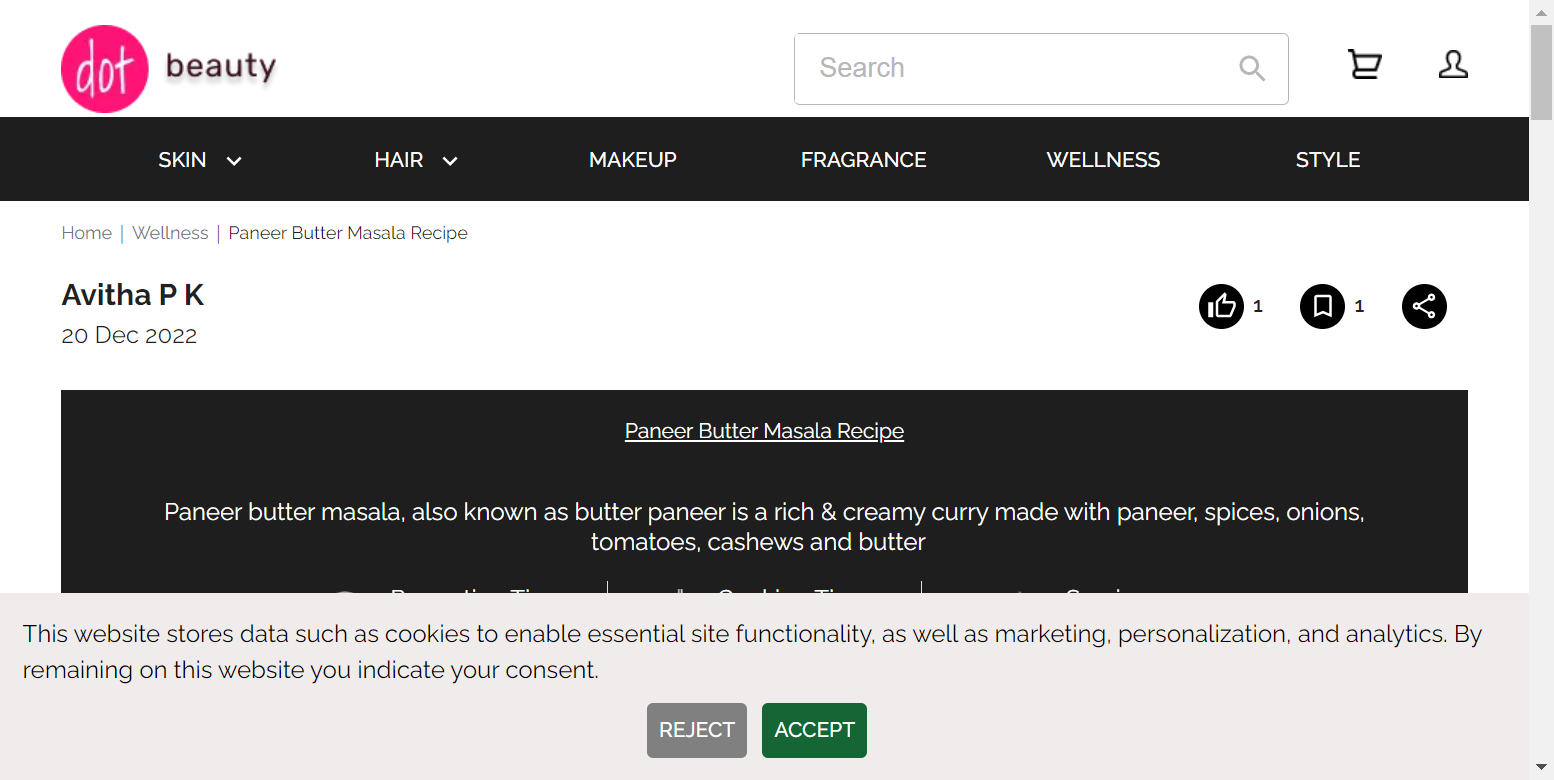 dot beauty
Search
SKIN
HAIR
MAKEUP
FRAGRANCE
WELLNESS
STYLE
Home | Wellness | Paneer Butter Masala Recipe
Avitha P K
1
1
20 Dec 2022
Paneer Butter Masala Recipe
Paneer butter masala, also known as butter paneer is a rich & creamy curry made with paneer, spices, onions,
tomatoes, cashews and butter
This website stores data such as cookies to enable essential site functionality, as well as marketing, personalization, and analytics. By
remaining on this website you indicate your consent.
REJECT
ACCEPT